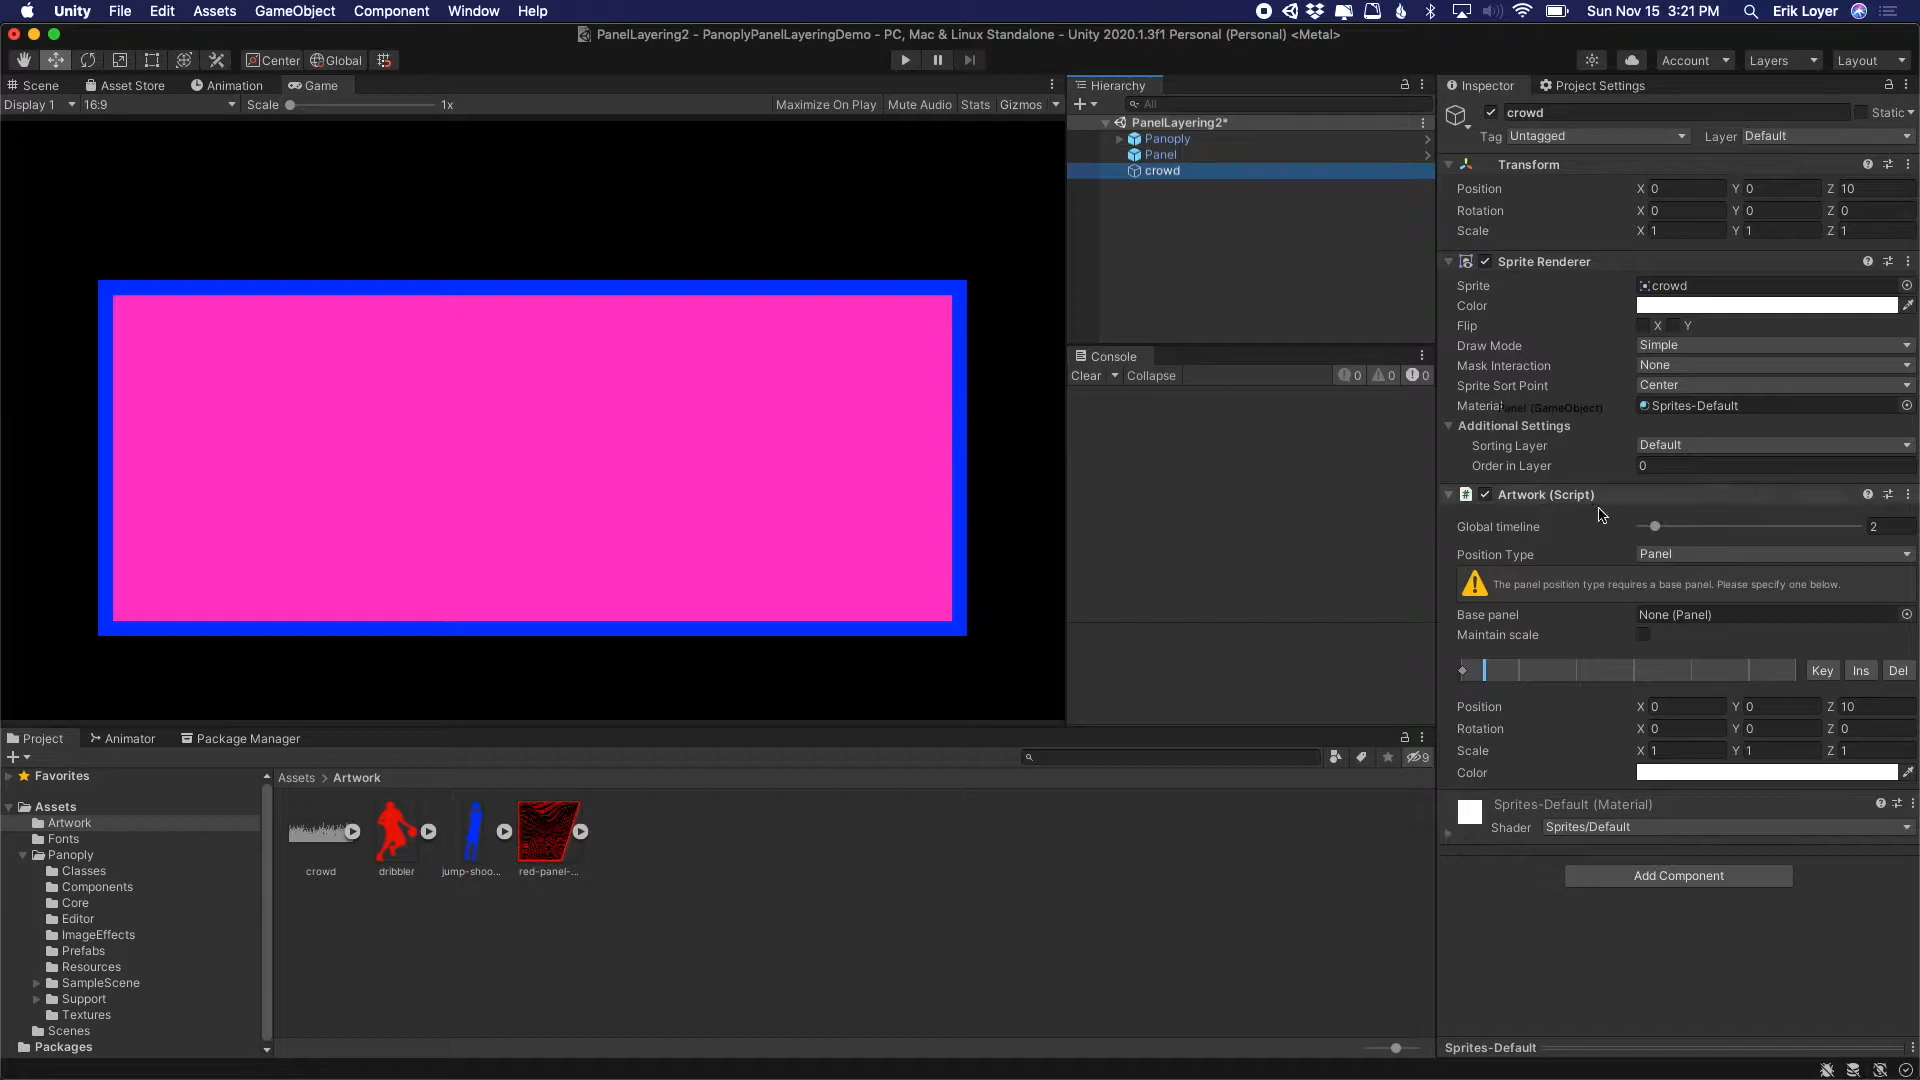 Unity File Edit Assets GameObject Component Window Help Sun Nov 15 3:21 PM Erik Loyer
PanelLayering2 - PanoplyPanelLayeringDemo - PC, Mac & Linux Standalone - Unity 2020.1.3f1 Personal (Personal) <Metal>
Center Global Account Layers Layout
Scene Asset Store Animation Game
Display 1 16:9 Scale 1x Maximize On Play Mute Audio Stats Gizmos
Hierarchy
All
PanelLayering2*
Panoply
Panel
crowd
Console
Clear Collapse 0 0 0
Inspector Project Settings
crowd Static
Tag Untagged Layer Default
Transform
Position X 0 Y 0 Z 10
Rotation X 0 Y 0 Z 0
Scale X 1 Y 1 Z 1
Sprite Renderer
Sprite crowd
Color
Flip X Y
Draw Mode Simple
Mask Interaction None
Sprite Sort Point Center
Material Panel (GameObject) Sprites-Default
Additional Settings
Sorting Layer Default
Order in Layer 0
Artwork (Script)
Global timeline 2
Position Type Panel
The panel position type requires a base panel. Please specify one below.
Base panel None (Panel)
Maintain scale
Key Ins Del
Position X 0 Y 0 Z 10
Rotation X 0 Y 0 Z 0
Scale X 1 Y 1 Z 1
Color
Sprites-Default (Material)
Shader Sprites/Default
Add Component
Sprites-Default
Project Animator Package Manager
9
Favorites
Assets
Artwork
Fonts
Panoply
Classes
Components
Core
Editor
ImageEffects
Prefabs
Resources
SampleScene
Support
Textures
Scenes
Packages
Assets > Artwork
crowd dribbler jump-shoo... red-panel-...